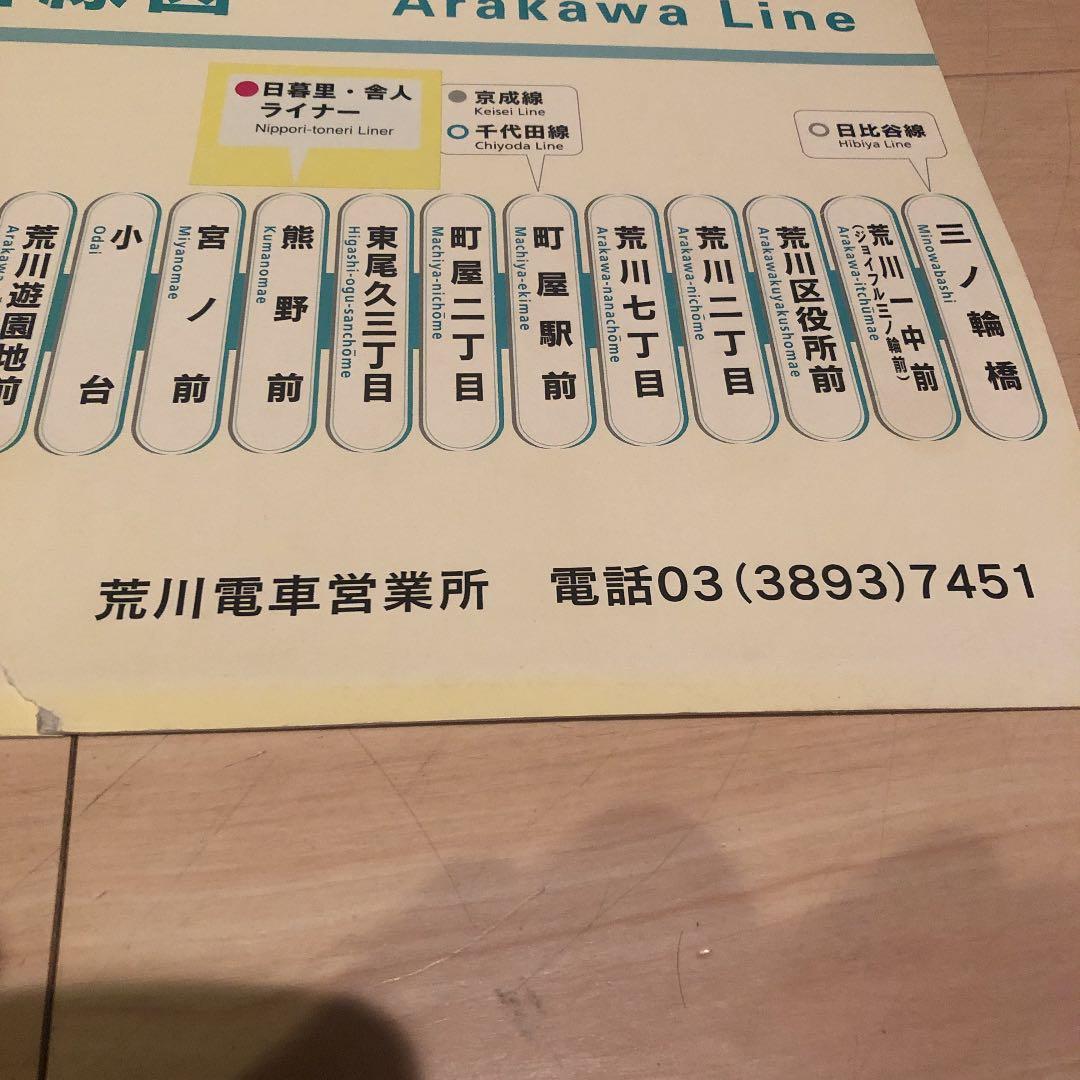 線図 Arakawa Line
日暮里・舎人
ライナー
Nippori-toneri Liner
京成線
Keisei Line
千代田線
Chiyoda Line
日比谷線
Hibiya Line
荒川遊園地前
小台
Odai
宮ノ前
Miyanomae
熊野前
Kumanomae
東尾久三丁目
Higashi-ogu-sanchōme
町屋二丁目
Machiya-nichōme
町屋駅前
Machiya-ekimae
荒川七丁目
Arakawa-nanachōme
荒川二丁目
Arakawa-nichōme
荒川区役所前
Arakawakuyakushomae
荒川一中前
(ジョイフル三ノ輪前)
Arakawa-itchūmae
三ノ輪橋
Minowabashi
荒川電車営業所 電話03(3893)7451